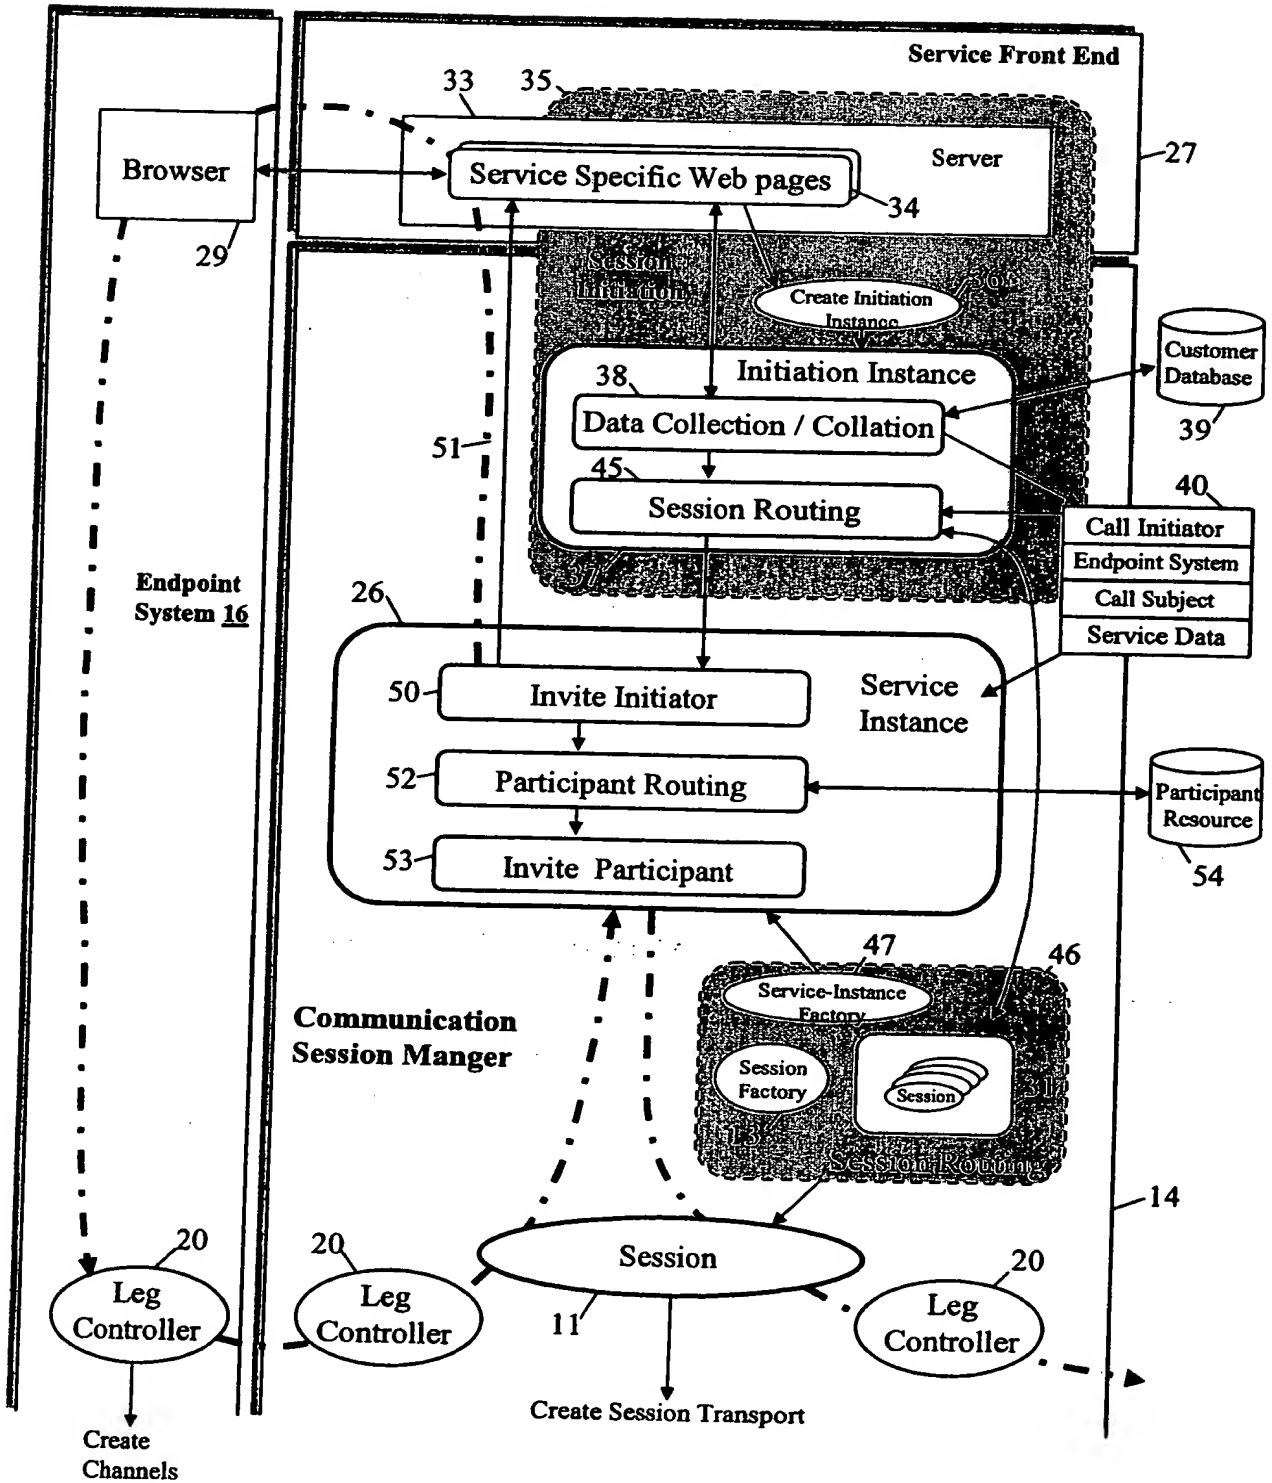 Service Front End
33
35
Browser
Service Specific Web pages
Server
27
34
29
Session
Initiation
36
Create Initiation
Instance
Customer
Database
39
Initiation Instance
38
Data Collection / Collation
51
45
Session Routing
40
Call Initiator
Endpoint System
Call Subject
Service Data
37
Endpoint
System 16
26
50
Invite Initiator
Service
Instance
52
Participant Routing
Participant
Resource
54
53
Invite Participant
47
46
Service-Instance
Factory
Communication
Session Manger
Session
Factory
13
Session
31
Session Routing
14
20
Leg
Controller
20
Leg
Controller
Session
11
20
Leg
Controller
Create Session Transport
Create
Channels